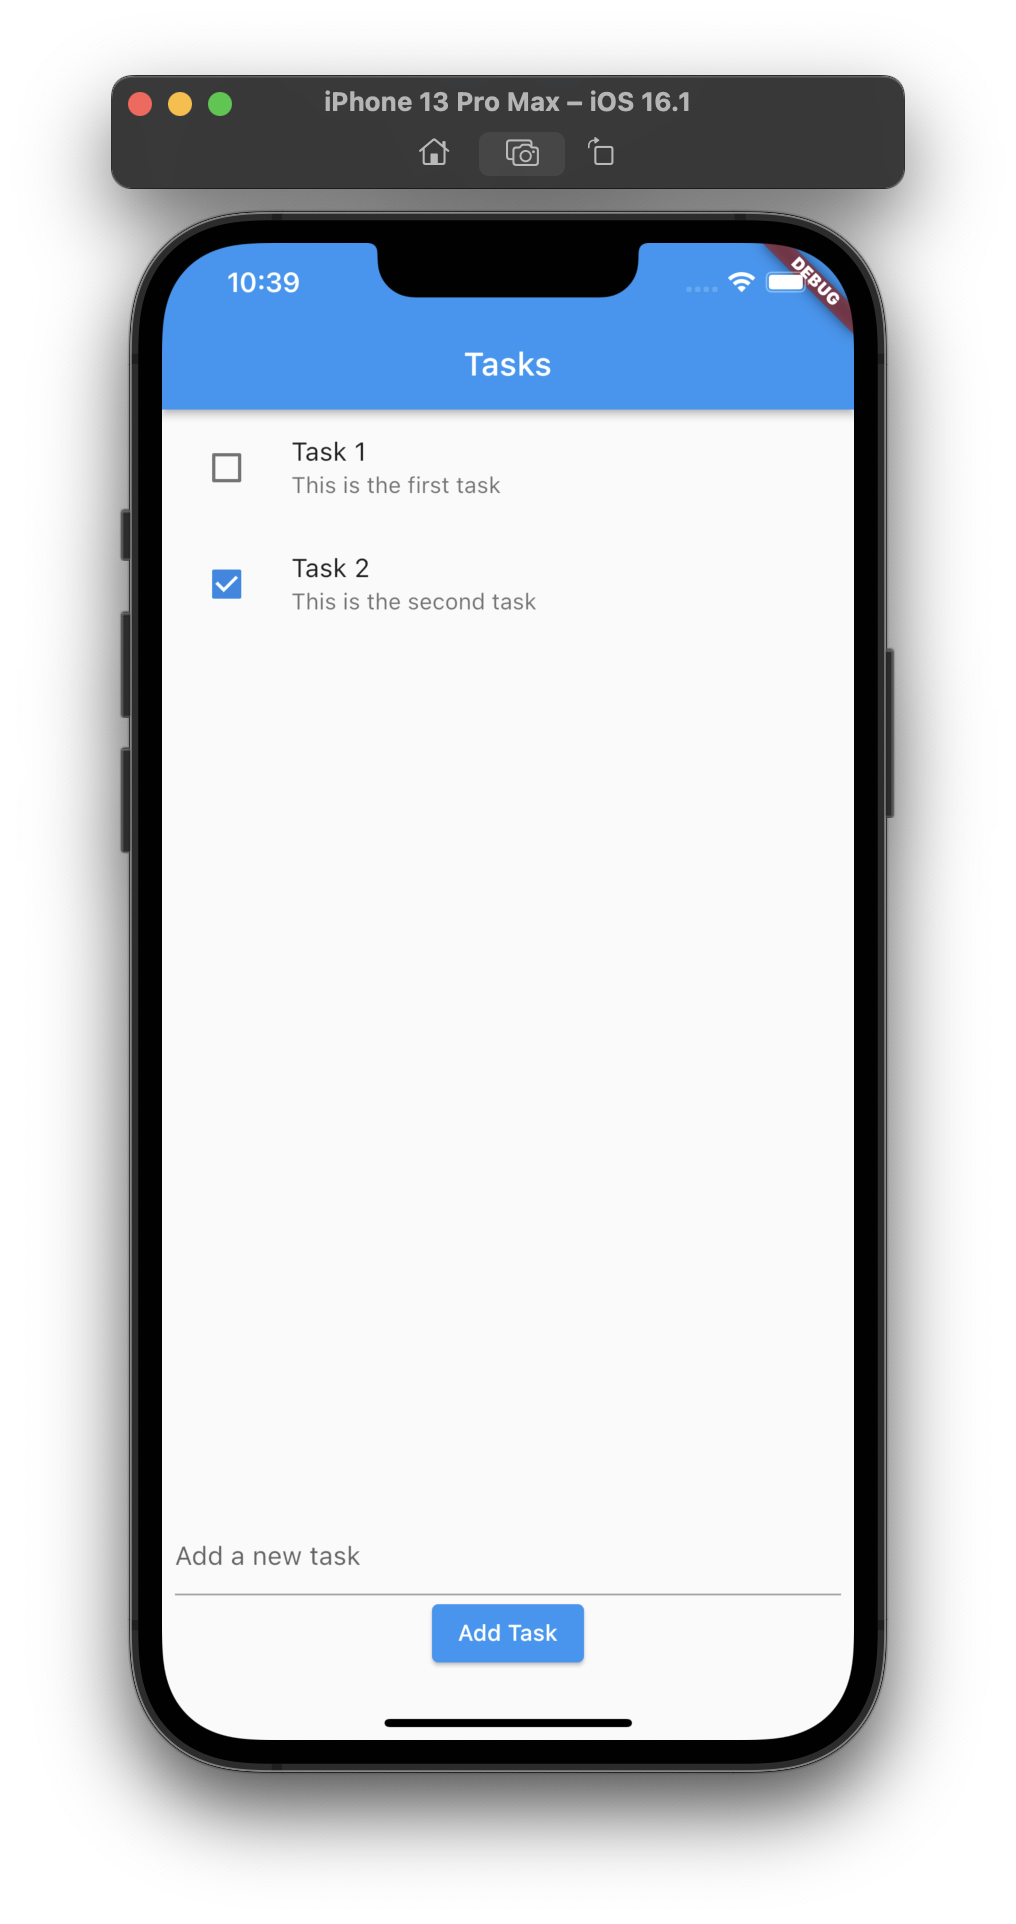 iPhone 13 Pro Max – iOS 16.1
10:39
DEBUG
Tasks
Task 1
This is the first task
Task 2
This is the second task
Add a new task
Add Task